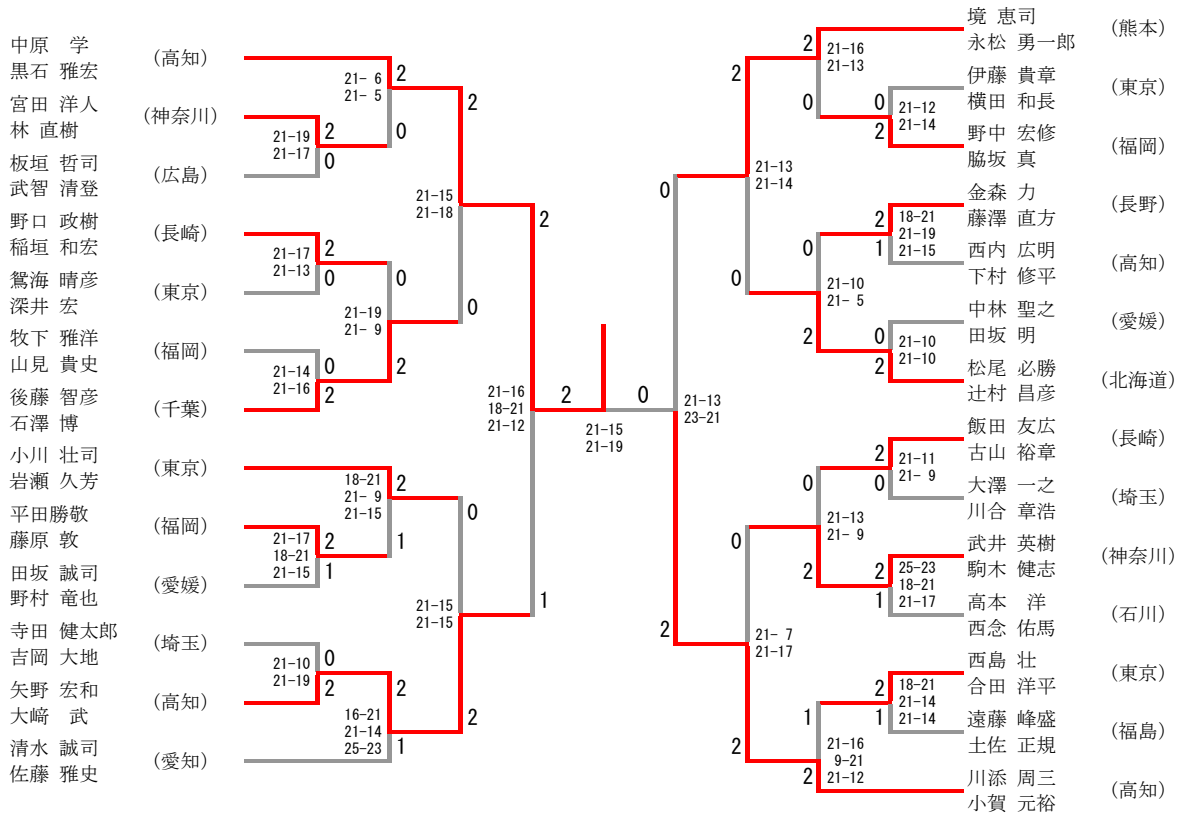 中原 学
黒石 雅宏
(高知)
宮田 洋人
林 直樹
(神奈川)
板垣 哲司
武智 清登
(広島)
野口 政樹
稲垣 和宏
(長崎)
鴛海 晴彦
深井 宏
(東京)
牧下 雅洋
山見 貴史
(福岡)
後藤 智彦
石澤 博
(千葉)
小川 壮司
岩瀬 久芳
(東京)
平田勝敬
藤原 敦
(福岡)
田坂 誠司
野村 竜也
(愛媛)
寺田 健太郎
吉岡 大地
(埼玉)
矢野 宏和
大﨑 武
(高知)
清水 誠司
佐藤 雅史
(愛知)
21-19
21-17
2
0
21-17
21-13
2
0
21-14
21-16
0
2
21-17
18-21
21-15
2
1
21-10
21-19
0
2
21- 6
21- 5
2
0
21-19
21- 9
0
2
18-21
21- 9
21-15
2
1
16-21
21-14
25-23
2
1
21-15
21-18
2
0
21-15
21-15
0
2
21-16
18-21
21-12
2
1
2
0
21-15
21-19
21-13
23-21
0
2
21-13
21-14
2
0
21- 7
21-17
0
2
21-16
21-13
2
0
21-10
21- 5
0
2
21-13
21- 9
0
2
21-16
9-21
21-12
1
2
21-12
21-14
0
2
18-21
21-19
21-15
2
1
21-10
21-10
0
2
21-11
21- 9
2
0
25-23
18-21
21-17
2
1
18-21
21-14
21-14
2
1
境 恵司
永松 勇一郎
(熊本)
伊藤 貴章
横田 和長
(東京)
野中 宏修
脇坂 真
(福岡)
金森 力
藤澤 直方
(長野)
西内 広明
下村 修平
(高知)
中林 聖之
田坂 明
(愛媛)
松尾 必勝
辻村 昌彦
(北海道)
飯田 友広
古山 裕章
(長崎)
大澤 一之
川合 章浩
(埼玉)
武井 英樹
駒木 健志
(神奈川)
高本 洋
西念 佑馬
(石川)
西島 壮
合田 洋平
(東京)
遠藤 峰盛
土佐 正規
(福島)
川添 周三
小賀 元裕
(高知)